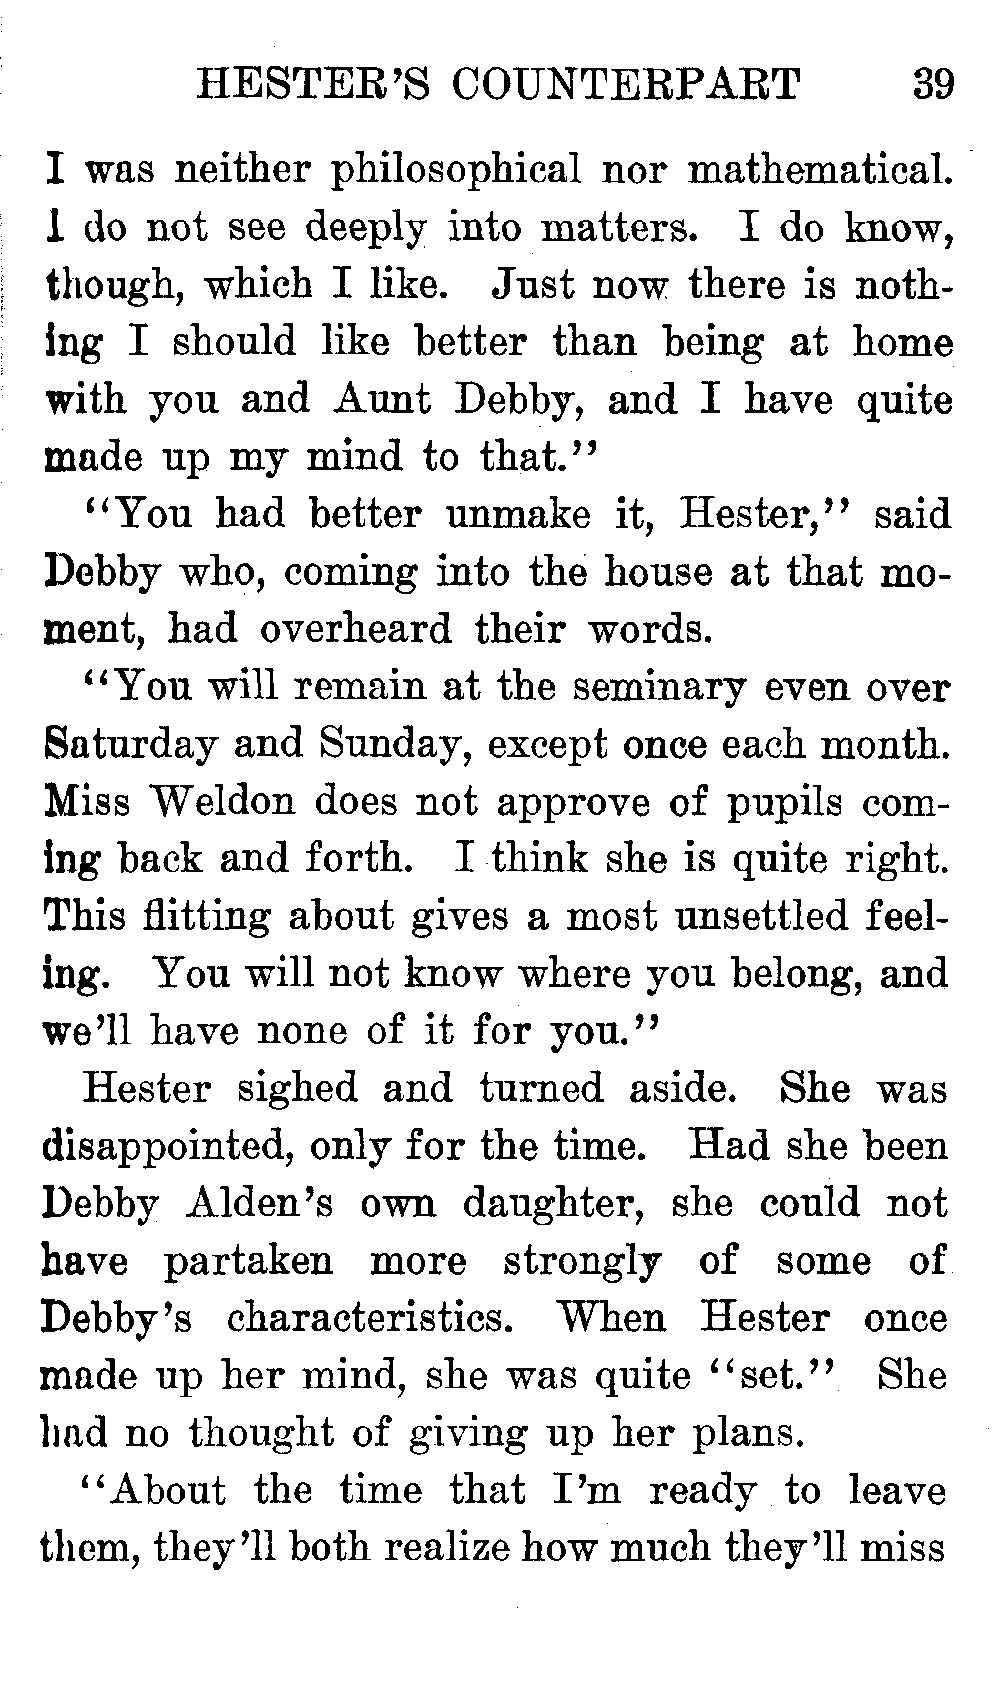 HESTER'S COUNTERPART 39
I was neither philosophical nor mathematical.
I do not see deeply into matters. I do know,
though, which I like. Just now there is noth-
ing I should like better than being at home
with you and Aunt Debby, and I have quite
made up my mind to that."
"You had better unmake it, Hester," said
Debby who, coming into the house at that mo-
ment, had overheard their words.
"You will remain at the seminary even over
Saturday and Sunday, except once each month.
Miss Weldon does not approve of pupils com-
ing back and forth. I think she is quite right.
This flitting about gives a most unsettled feel-
ing. You will not know where you belong, and
we'll have none of it for you."
Hester sighed and turned aside. She was
disappointed, only for the time. Had she been
Debby Alden's own daughter, she could not
have partaken more strongly of some of
Debby's characteristics. When Hester once
made up her mind, she was quite "set." She
had no thought of giving up her plans.
"About the time that I'm ready to leave
them, they'll both realize how much they'll miss